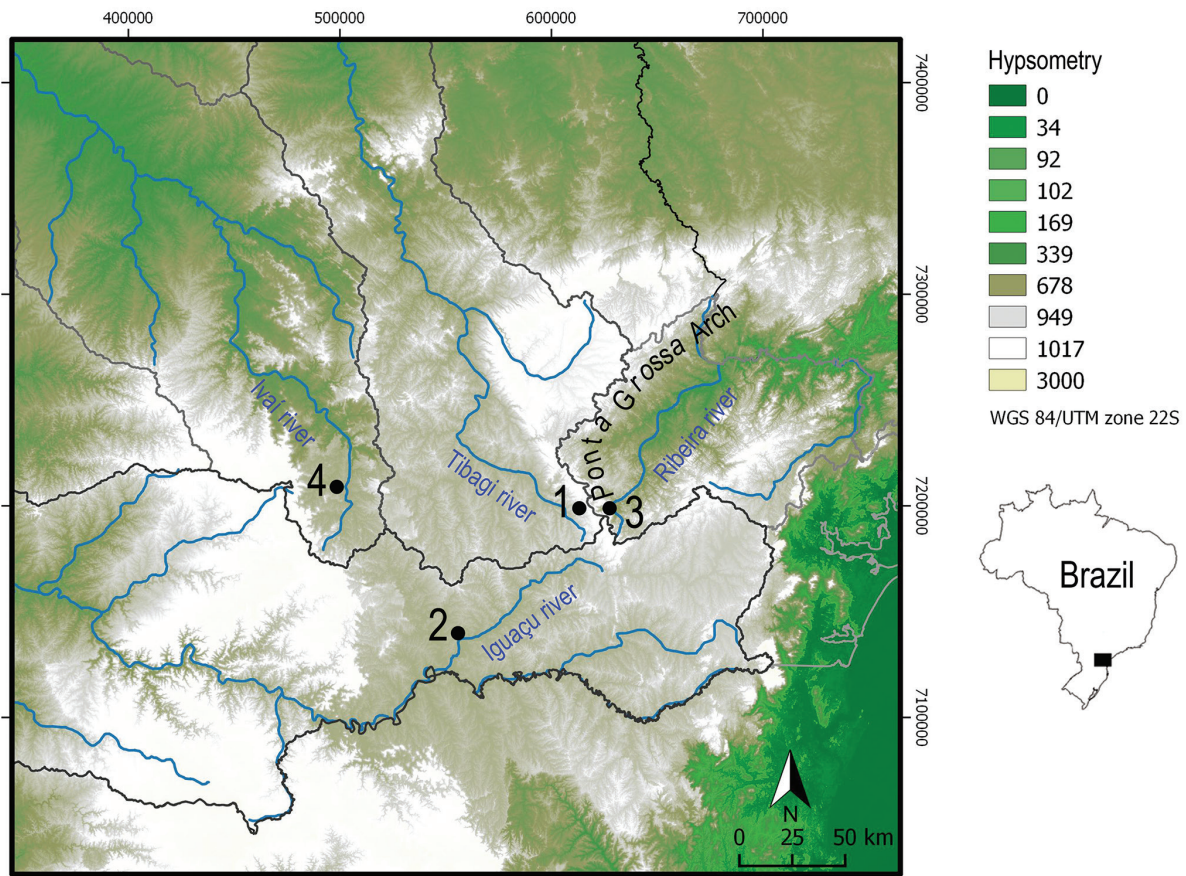 400000
500000
600000
700000
7400000
7300000
7200000
7100000
Ponta Grossa Arch
Ivaí river
Tibagi river
Ribeira river
Iguaçu river
4
1
3
2
N
0 25 50 km
Hypsometry
0
34
92
102
169
339
678
949
1017
3000
WGS 84/UTM zone 22S
Brazil